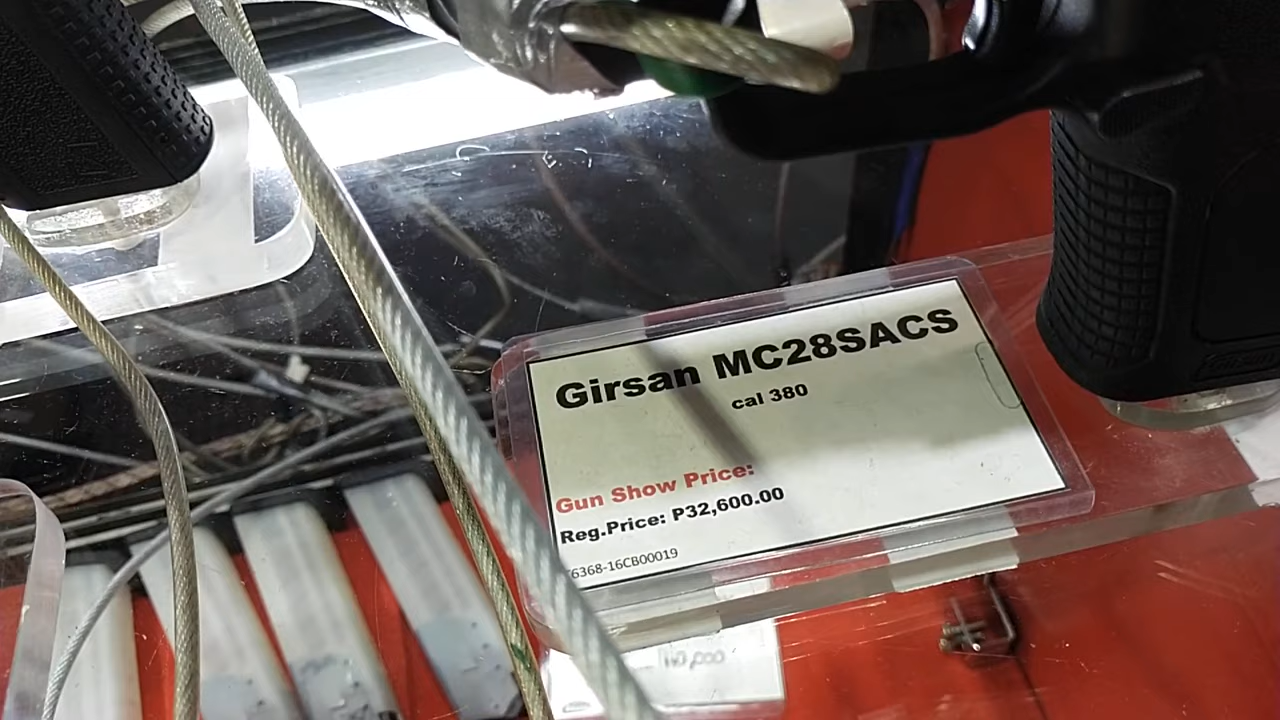 Girsan MC28SACS
cal 380
Gun Show Price:
Reg.Price: P32,600.00
6368-16CB00019